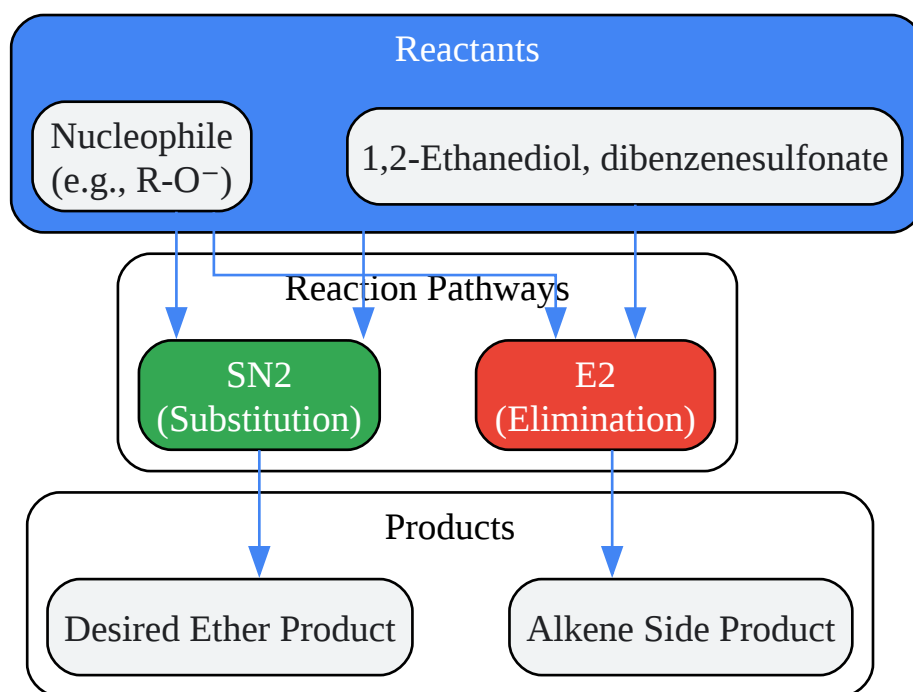 Reactants
Nucleophile
(e.g., R-O⁻)
1,2-Ethanediol, dibenzenesulfonate
Reaction Pathways
SN2
(Substitution)
E2
(Elimination)
Products
Desired Ether Product
Alkene Side Product